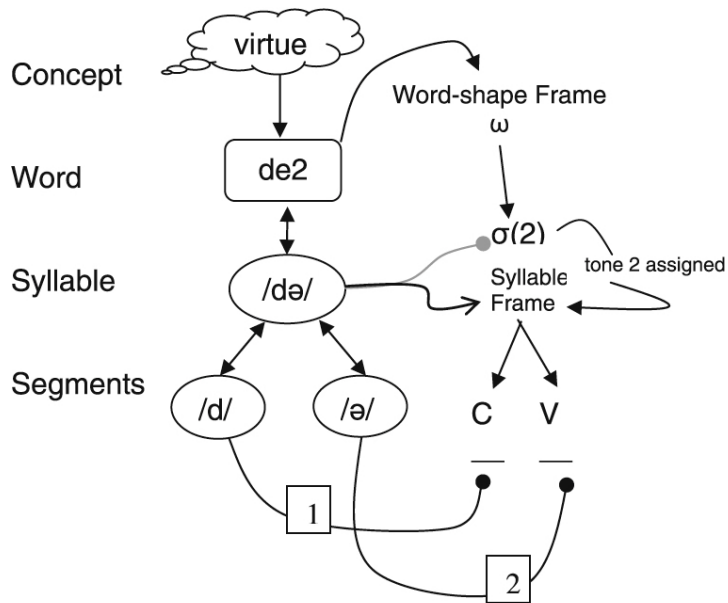 virtue
Concept
Word-shape Frame
ω
Word
de2
σ(2)
tone 2 assigned
Syllable
/də/
Syllable
Frame
Segments
/d/
/ə/
C
V
1
2